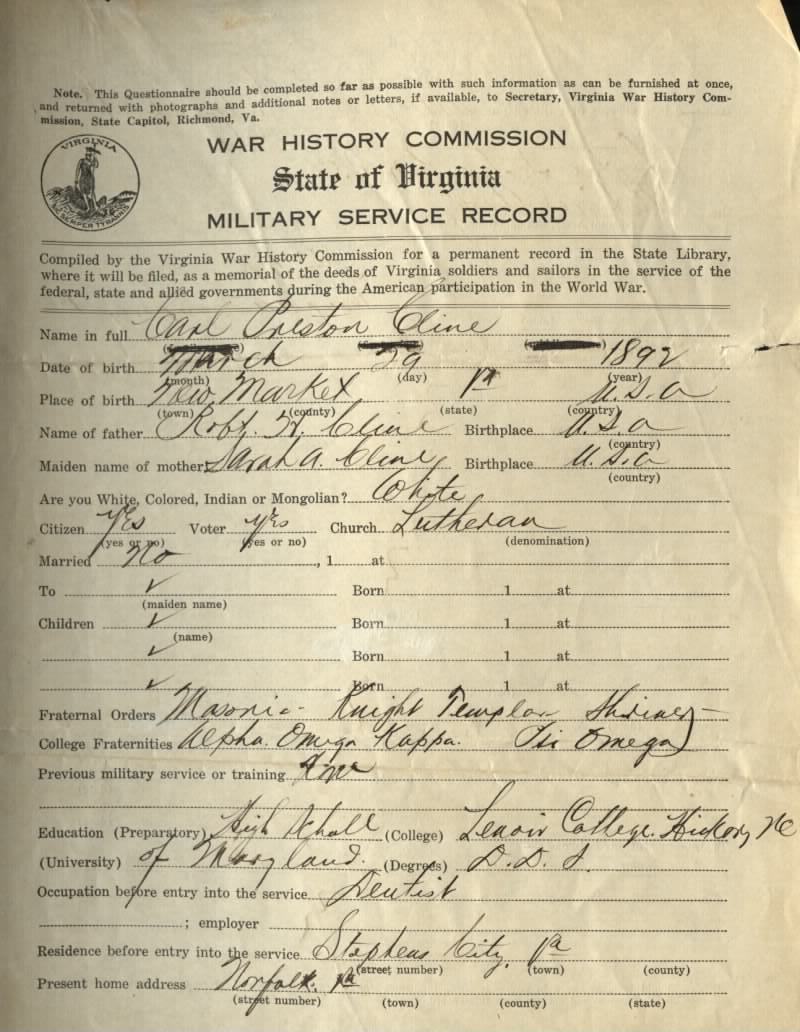 Note. This Questionnaire should be completed so far as possible with such information as can be furnished at once,
and returned with photographs and additional notes or letters, if available, to Secretary, Virginia War History Com-
mission, State Capitol, Richmond, Va.
VIRGINIA
SIC SEMPER TYRANNIS
WAR HISTORY COMMISSION
State of Virginia
MILITARY SERVICE RECORD
Compiled by the Virginia War History Commission for a permanent record in the State Library,
where it will be filed, as a memorial of the deeds of Virginia soldiers and sailors in the service of the
federal, state and allied governments during the American participation in the World War.
Name in full Carl Preston Cline
Date of birth March 29 1892
(month) (day) (year)
Place of birth New Market Va U.S.a
(town) (county) (state) (country)
Name of father Robt. H. Cline Birthplace U.S.a
(country)
Maiden name of mother Sarah A. Cline Birthplace U.S.a
(country)
Are you White, Colored, Indian or Mongolian? White
Citizen Yes Voter yes Church Lutheran
(yes or no) (yes or no) (denomination)
Married No , 1 at
To ✓ Born 1 at
(maiden name)
Children ✓ Born 1 at
(name)
✓ Born 1 at
✓ Born 1 at
Fraternal Orders Masonic - Knight Templar Shriner
College Fraternities Alpha Omega Kappa. Psi Omega
Previous military service or training
Education (Preparatory) High School (College) Lenoir College. Hickory NC
(University) of Maryland. (Degrees) D.D.S.
Occupation before entry into the service Dentist
; employer
Residence before entry into the service Stephens City, Va
(street number) (town) (county)
Present home address Norfolk. Va
(street number) (town) (county) (state)